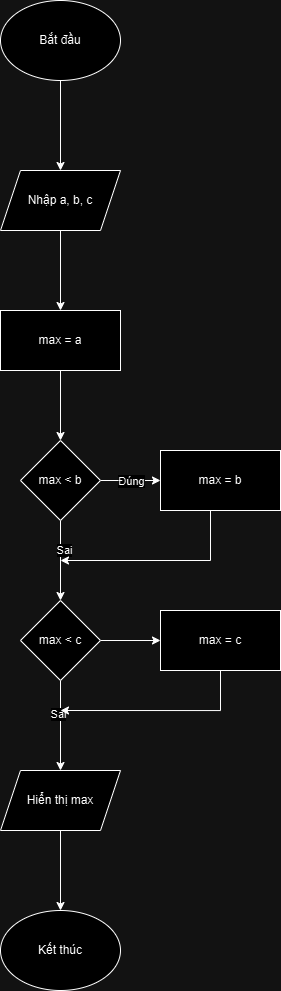 Bắt đầu
Nhập a, b, c
max = a
max < b
Đúng
max = b
Sai
max < c
max = c
Sai
Hiển thị max
Kết thúc